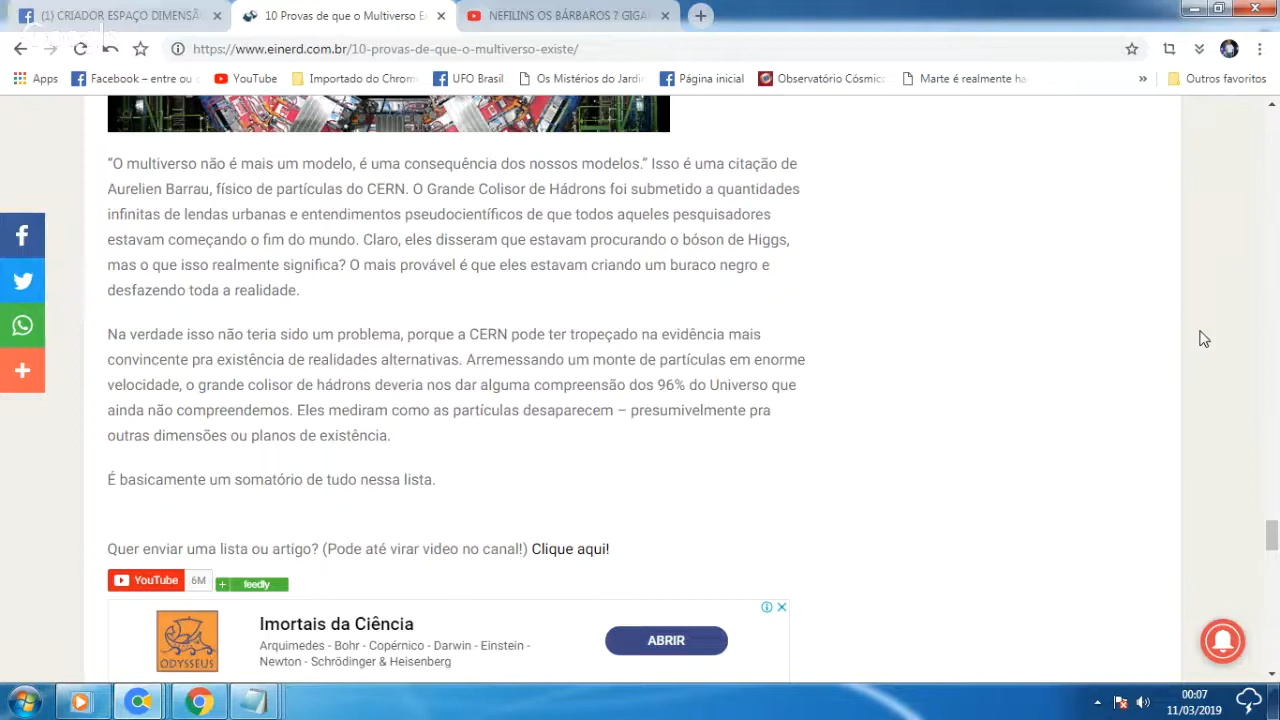 (1) CRIADOR ESPAÇO DIMENSÃ
10 Provas de que o Multiverso E
NEFILINS OS BÁRBAROS ? GIGA
https://www.einerd.com.br/10-provas-de-que-o-multiverso-existe/
Apps
Facebook – entre ou c
YouTube
Importado do Chrom
UFO Brasil
Os Mistérios do Jardi
Página inicial
Observatório Cósmic
Marte é realmente ha
»
Outros favoritos
“O multiverso não é mais um modelo, é uma consequência dos nossos modelos.” Isso é uma citação de
Aurelien Barrau, físico de partículas do CERN. O Grande Colisor de Hádrons foi submetido a quantidades
infinitas de lendas urbanas e entendimentos pseudocientíficos de que todos aqueles pesquisadores
estavam começando o fim do mundo. Claro, eles disseram que estavam procurando o bóson de Higgs,
mas o que isso realmente significa? O mais provável é que eles estavam criando um buraco negro e
desfazendo toda a realidade.
Na verdade isso não teria sido um problema, porque a CERN pode ter tropeçado na evidência mais
convincente pra existência de realidades alternativas. Arremessando um monte de partículas em enorme
velocidade, o grande colisor de hádrons deveria nos dar alguma compreensão dos 96% do Universo que
ainda não compreendemos. Eles mediram como as partículas desaparecem – presumivelmente pra
outras dimensões ou planos de existência.
É basicamente um somatório de tudo nessa lista.
Quer enviar uma lista ou artigo? (Pode até virar video no canal!) Clique aqui!
YouTube 6M
+ feedly
Imortais da Ciência
Arquimedes - Bohr - Copérnico - Darwin - Einstein -
Newton - Schrödinger & Heisenberg
ABRIR
ODYSSEUS
00:07
11/03/2019